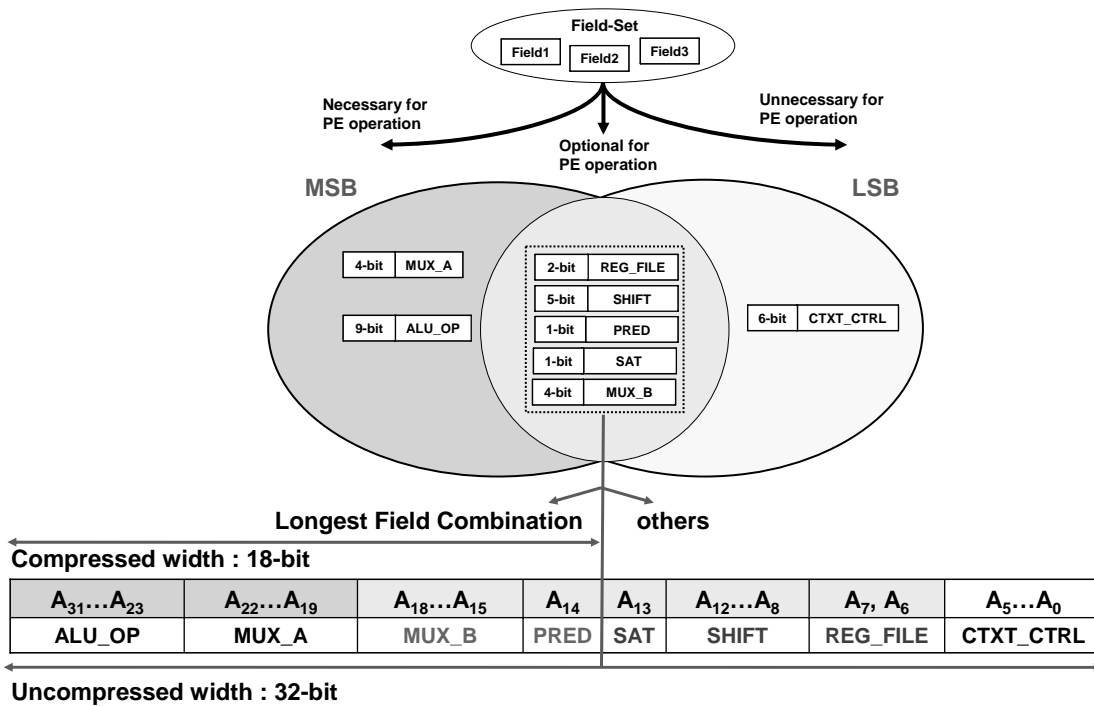 Field-Set
Field1
Field2
Field3
Necessary for
PE operation
Optional for
PE operation
Unnecessary for
PE operation
MSB
LSB
4-bit MUX_A
9-bit ALU_OP
2-bit REG_FILE
5-bit SHIFT
1-bit PRED
1-bit SAT
4-bit MUX_B
6-bit CTXT_CTRL
Longest Field Combination others
Compressed width : 18-bit
A31...A23 A22...A19 A18...A15 A14 A13 A12...A8 A7, A6 A5...A0
ALU_OP MUX_A MUX_B PRED SAT SHIFT REG_FILE CTXT_CTRL
Uncompressed width : 32-bit